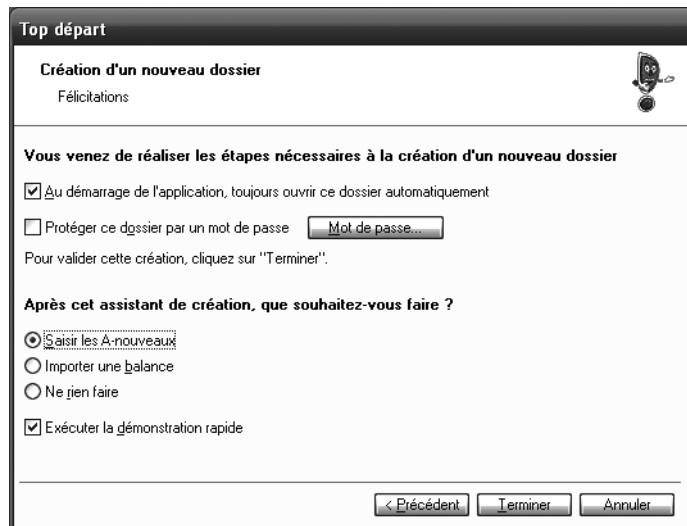 Top départ
Création d'un nouveau dossier
Félicitations
Vous venez de réaliser les étapes nécessaires à la création d'un nouveau dossier
Au démarrage de l'application, toujours ouvrir ce dossier automatiquement
Protéger ce dossier par un mot de passe Mot de passe...
Pour valider cette création, cliquez sur "Terminer".
Après cet assistant de création, que souhaitez-vous faire ?
Saisir les A-nouveaux
Importer une balance
Ne rien faire
Exécuter la démonstration rapide
< Précédent Terminer Annuler